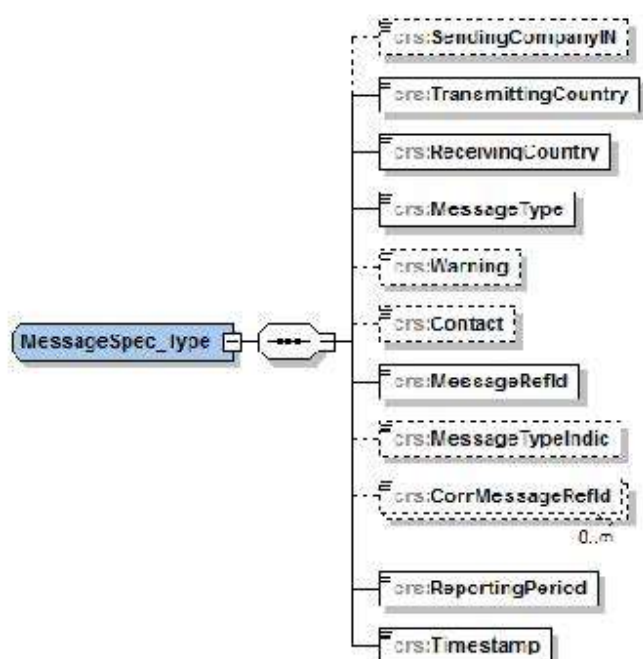 crs:SendingCompanyIN
crs:TransmittingCountry
crs:ReceivingCountry
crs:MessageType
crs:Warning
MessageSpec_Type
crs:Contact
crs:MessageRefId
crs:MessageTypeIndic
crs:CorrMessageRefId
0..∞
crs:ReportingPeriod
crs:Timestamp